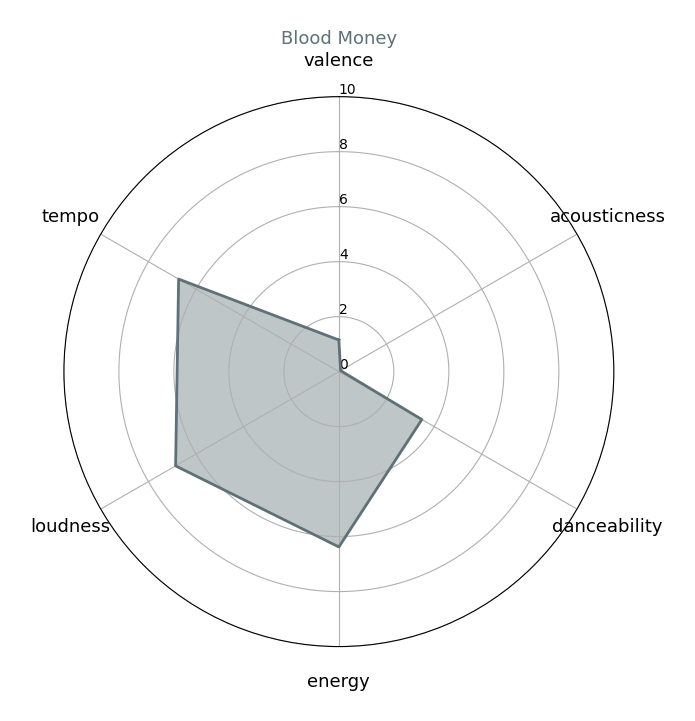 Blood Money
valence
10
8
6
4
2
0
tempo
acousticness
loudness
danceability
energy